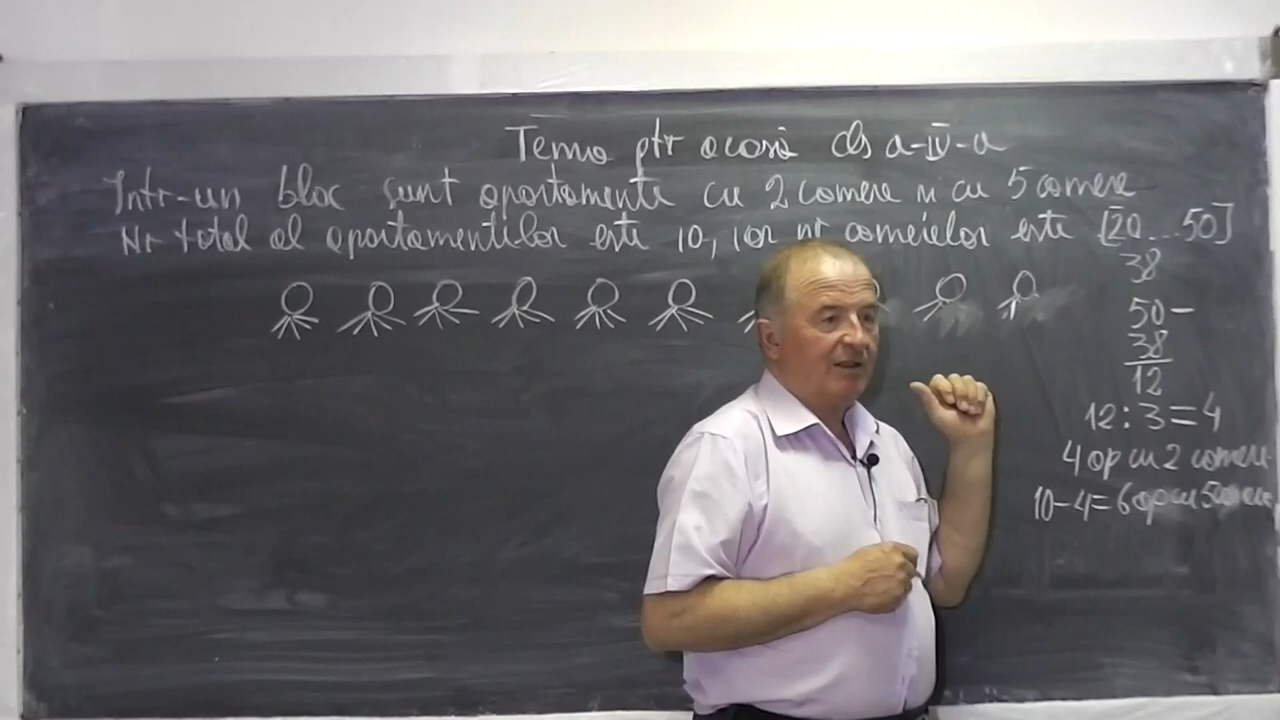 Tema ptr acasă cls a-IV-a
Intr-un bloc sunt apartamente cu 2 camere și cu 5 camere
Nr total al apartamentelor este 10, iar nr camerelor este [20...50]
38
50-
38
12
12:3=4
4 ap cu 2 camere
10-4=6 ap cu 5 camere